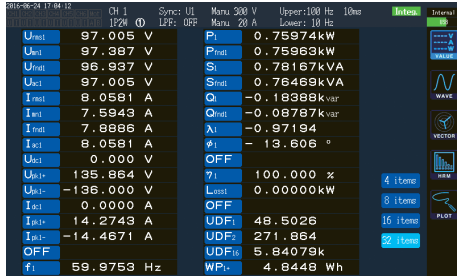 2016-06-24 17:04:12 CH 1 Sync: U1 Manu 300 V Upper:100 Hz 10ms Integ. Internal
1P2W ① LPF: OFF Manu 20 A Lower: 10 Hz
Urms1 97.005 V P1 0.75974kW
Umn1 97.387 V Pfnd1 0.75963kW
Ufnd1 96.937 V S1 0.78167kVA
Uac1 97.005 V Sfnd1 0.76469kVA
Irms1 8.0581 A Q1 -0.18388kvar
Imn1 7.5943 A Qfnd1 -0.08787kvar
Ifnd1 7.8886 A λ1 -0.97194
Iac1 8.0581 A ϕ1 - 13.606 °
Udc1 0.000 V OFF
Upk1+ 135.864 V η1 100.000 %
Upk1- -136.000 V Loss1 0.00000kW
Idc1 0.0000 A OFF
Ipk1+ 14.2743 A UDF1 48.5026
Ipk1- -14.4671 A UDF2 271.864
OFF UDF16 5.84079k
f1 59.9753 Hz WP1+ 4.8448 Wh
4 items
8 items
16 items
32 items
V
A
W
VALUE
WAVE
VECTOR
HRM
PLOT